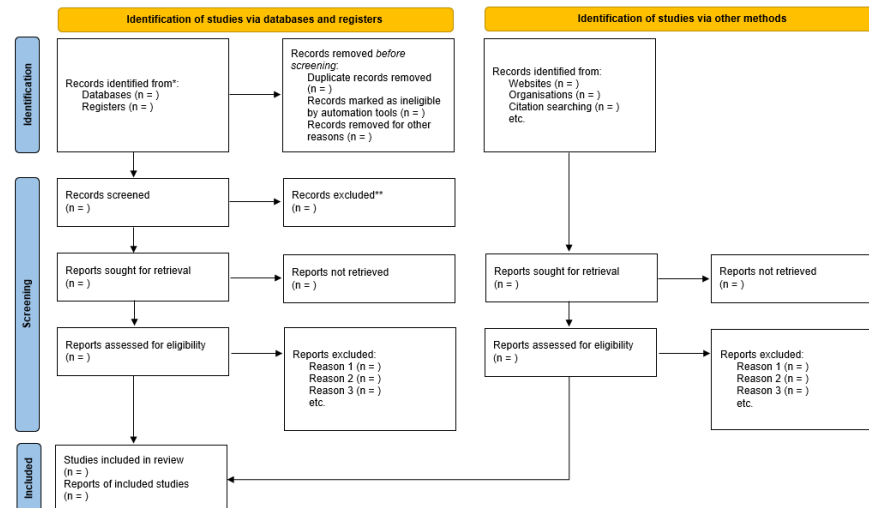 Identification of studies via databases and registers
Identification of studies via other methods
Identification
Records identified from*:
Databases (n = )
Registers (n = )
Records removed before
screening:
Duplicate records removed
(n = )
Records marked as ineligible
by automation tools (n = )
Records removed for other
reasons (n = )
Records identified from:
Websites (n = )
Organisations (n = )
Citation searching (n = )
etc.
Screening
Records screened
(n = )
Records excluded**
(n = )
Reports sought for retrieval
(n = )
Reports not retrieved
(n = )
Reports sought for retrieval
(n = )
Reports not retrieved
(n = )
Reports assessed for eligibility
(n = )
Reports excluded:
Reason 1 (n = )
Reason 2 (n = )
Reason 3 (n = )
etc.
Reports assessed for eligibility
(n = )
Reports excluded:
Reason 1 (n = )
Reason 2 (n = )
Reason 3 (n = )
etc.
Included
Studies included in review
(n = )
Reports of included studies
(n = )